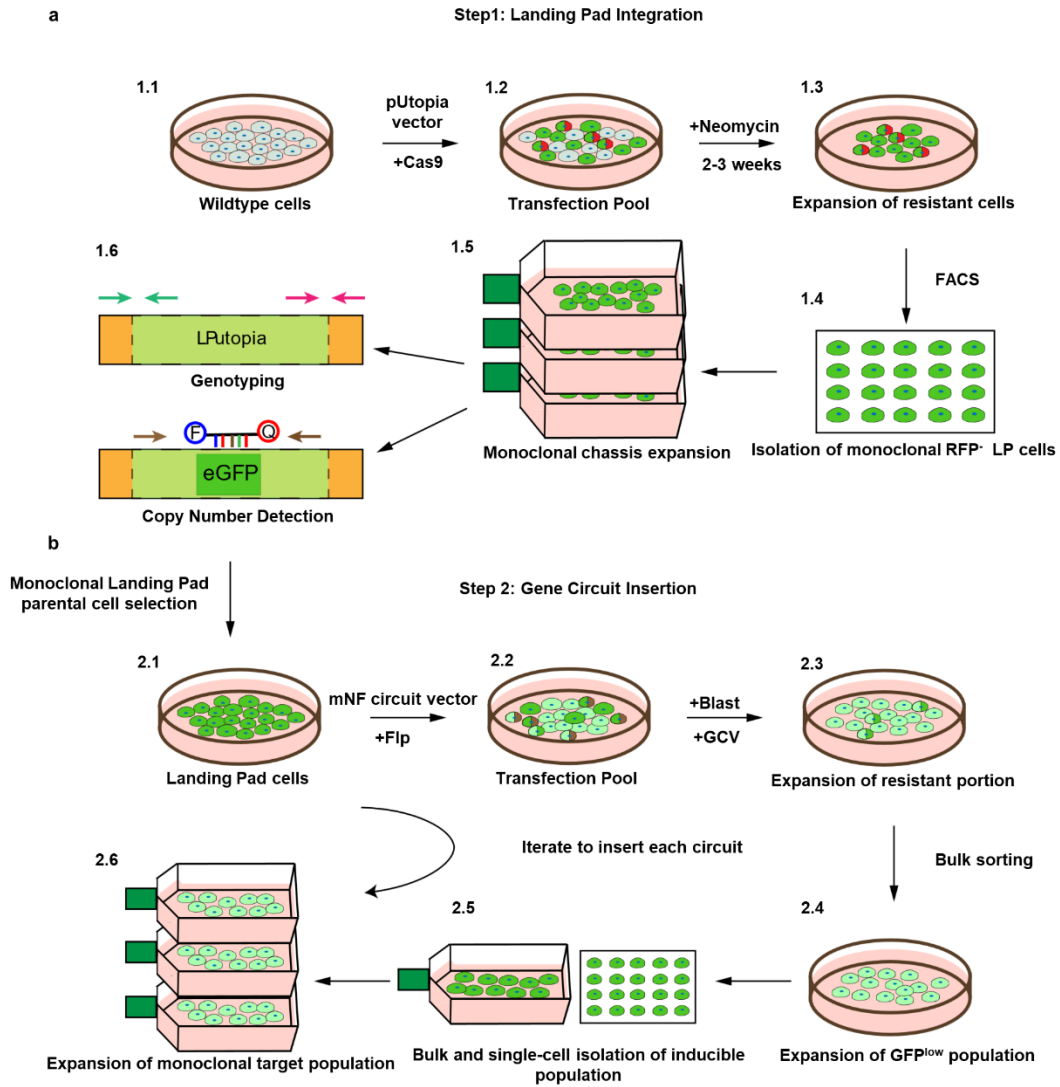 a
Step1: Landing Pad Integration
1.1
pUtopia
vector
+Cas9
1.2
+Neomycin
2-3 weeks
1.3
Wildtype cells
Transfection Pool
Expansion of resistant cells
1.6
1.5
FACS
1.4
LPutopia
Genotyping
F
Q
eGFP
Copy Number Detection
Monoclonal chassis expansion
Isolation of monoclonal RFP- LP cells
b
Monoclonal Landing Pad
parental cell selection
Step 2: Gene Circuit Insertion
2.1
mNF circuit vector
+Flp
2.2
+Blast
+GCV
2.3
Landing Pad cells
Transfection Pool
Expansion of resistant portion
Iterate to insert each circuit
Bulk sorting
2.6
2.5
2.4
Expansion of monoclonal target population
Bulk and single-cell isolation of inducible
population
Expansion of GFPlow population